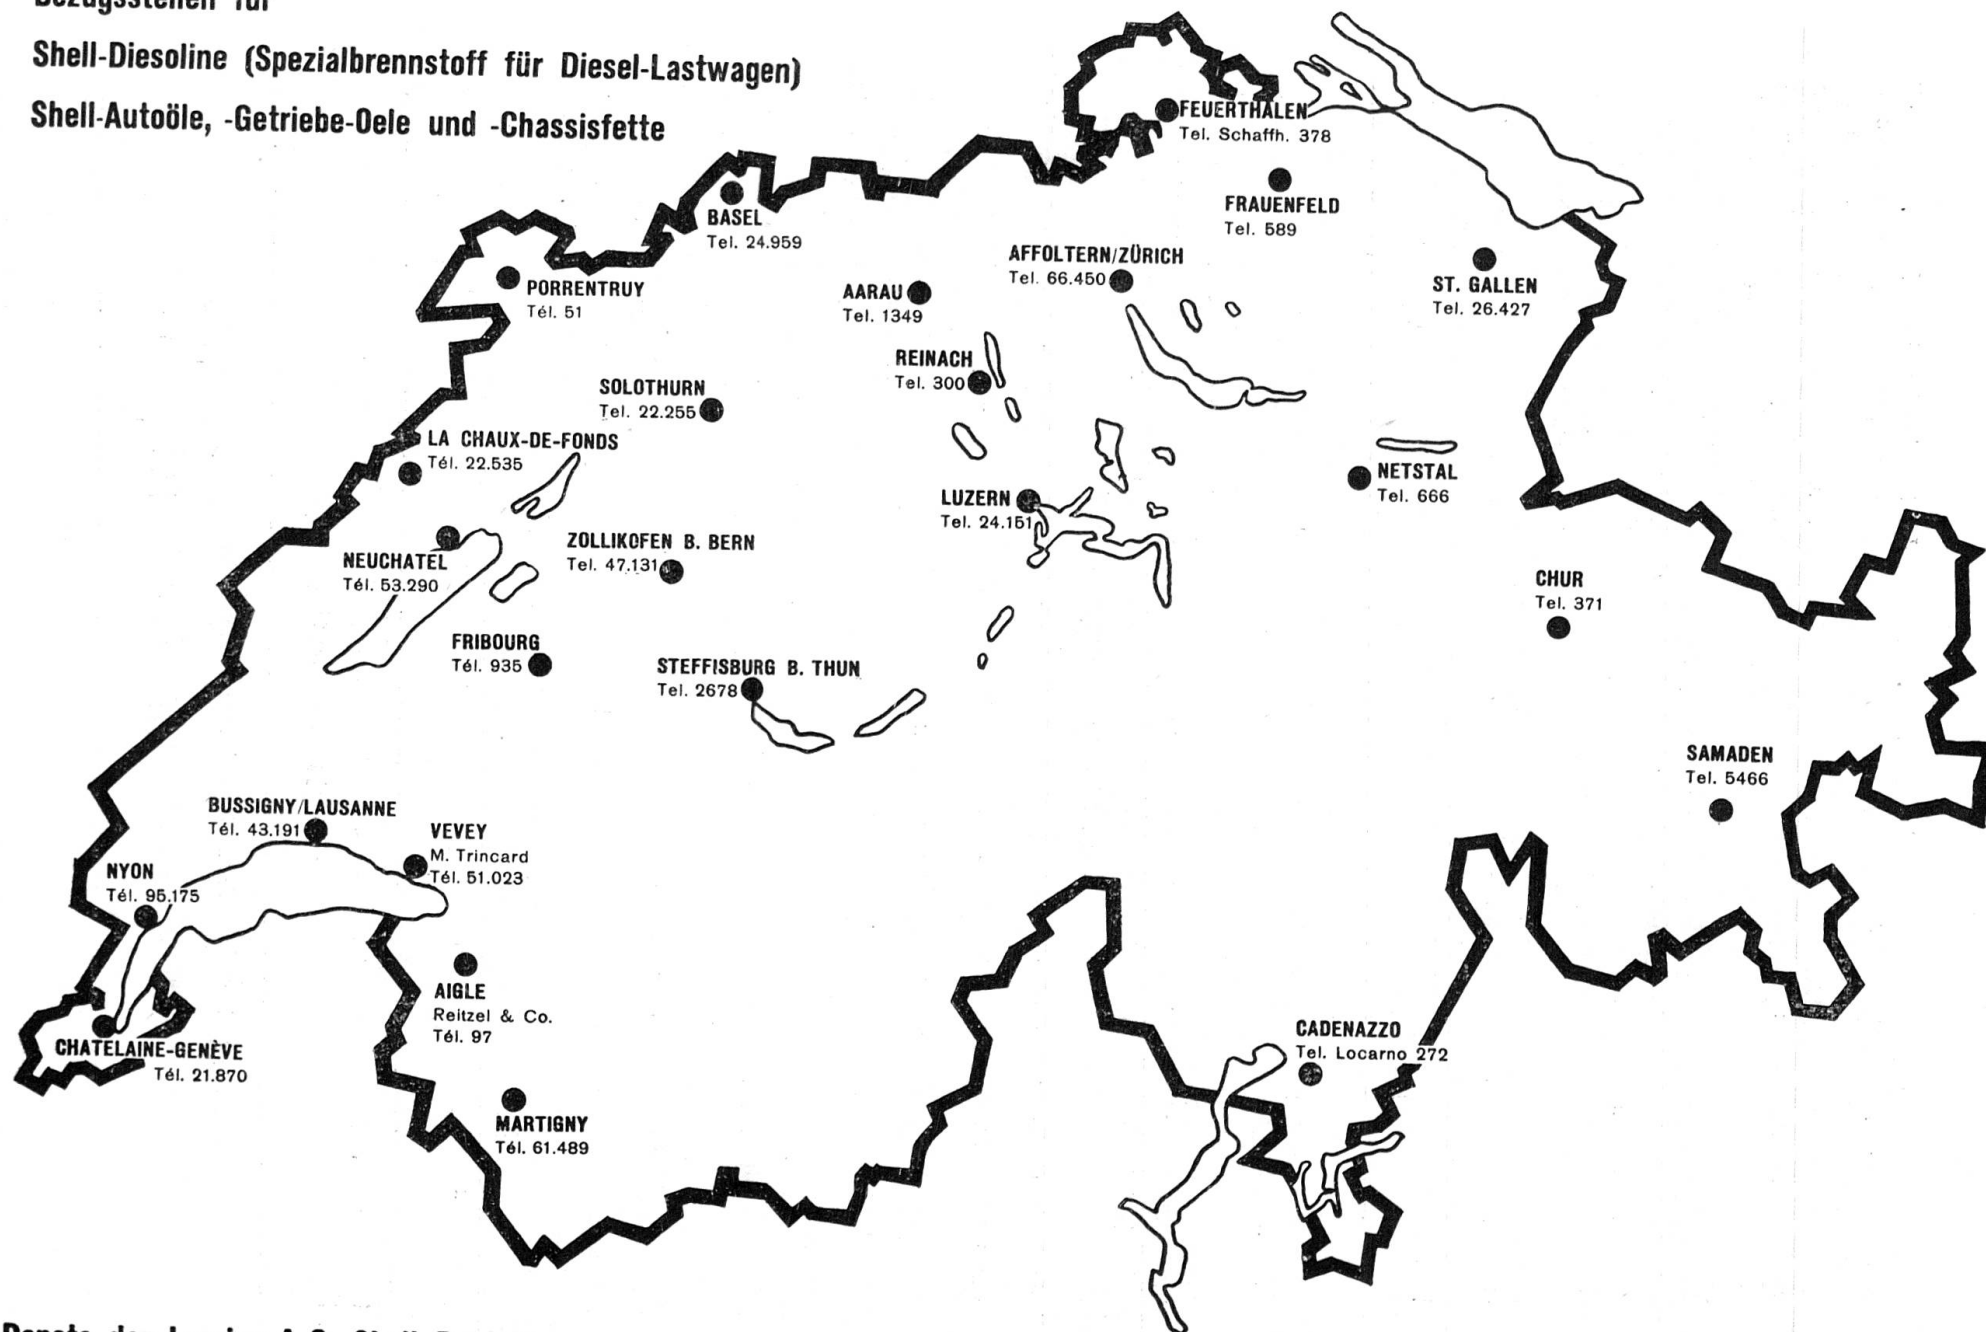 Bezugsstellen für
Shell-Diesoline (Spezialbrennstoff für Diesel-Lastwagen)
Shell-Autoöle, -Getriebe-Oele und -Chassisfette
FEUERTHALEN
Tel. Schaffh. 378
BASEL
Tel. 24.959
FRAUENFELD
Tel. 589
AFFOLTERN/ZÜRICH
Tel. 66.450
ST. GALLEN
Tel. 26.427
PORRENTRUY
Tél. 51
AARAU
Tel. 1349
REINACH
Tel. 300
SOLOTHURN
Tel. 22.255
LA CHAUX-DE-FONDS
Tél. 22.535
NETSTAL
Tel. 666
LUZERN
Tel. 24.151
NEUCHATEL
Tél. 53.290
ZOLLIKOFEN B. BERN
Tel. 47.131
CHUR
Tel. 371
FRIBOURG
Tél. 935
STEFFISBURG B. THUN
Tel. 2678
SAMADEN
Tel. 5466
BUSSIGNY/LAUSANNE
Tél. 43.191
VEVEY
M. Trincard
Tél. 51.023
NYON
Tél. 95.175
AIGLE
Reitzel & Co.
Tél. 97
CHATELAINE-GENÈVE
Tél. 21.870
CADENAZZO
Tel. Locarno 272
MARTIGNY
Tél. 61.489